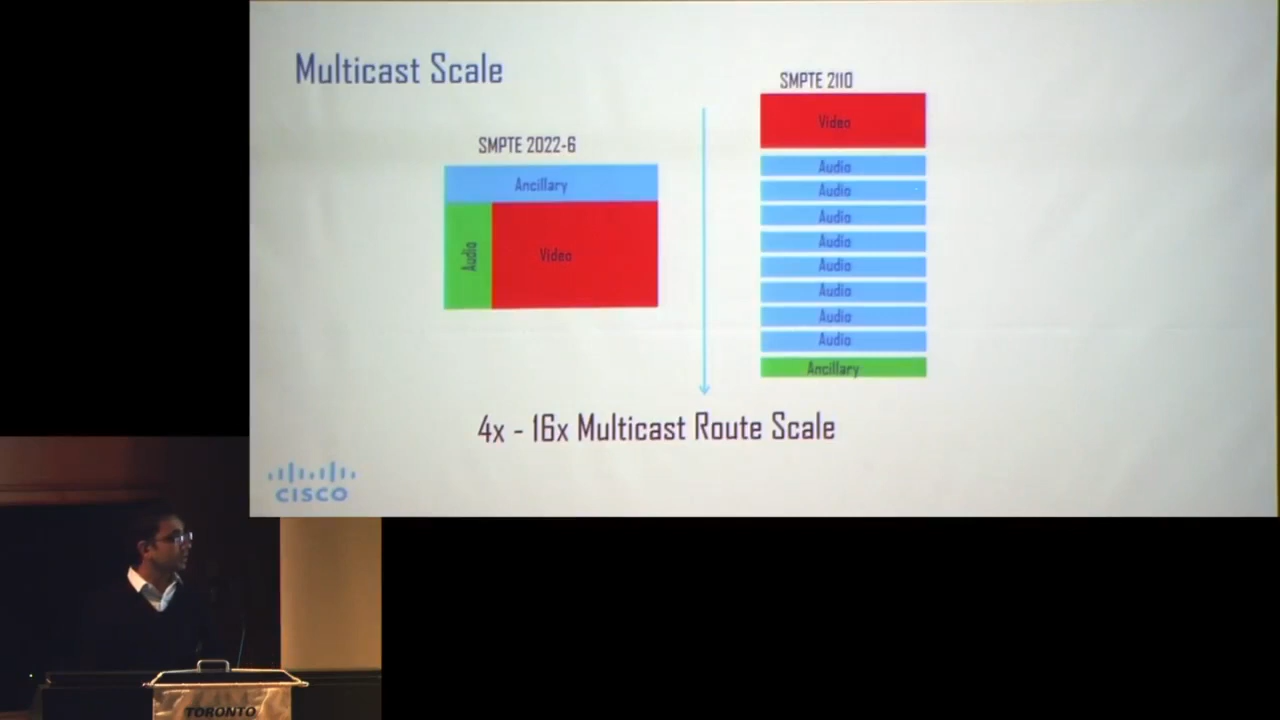 Multicast Scale
SMPTE 2022-6
Ancillary
Audio
Video
SMPTE 2110
Video
Audio
Audio
Audio
Audio
Audio
Audio
Audio
Audio
Ancillary
4x - 16x Multicast Route Scale
CISCO
TORONTO